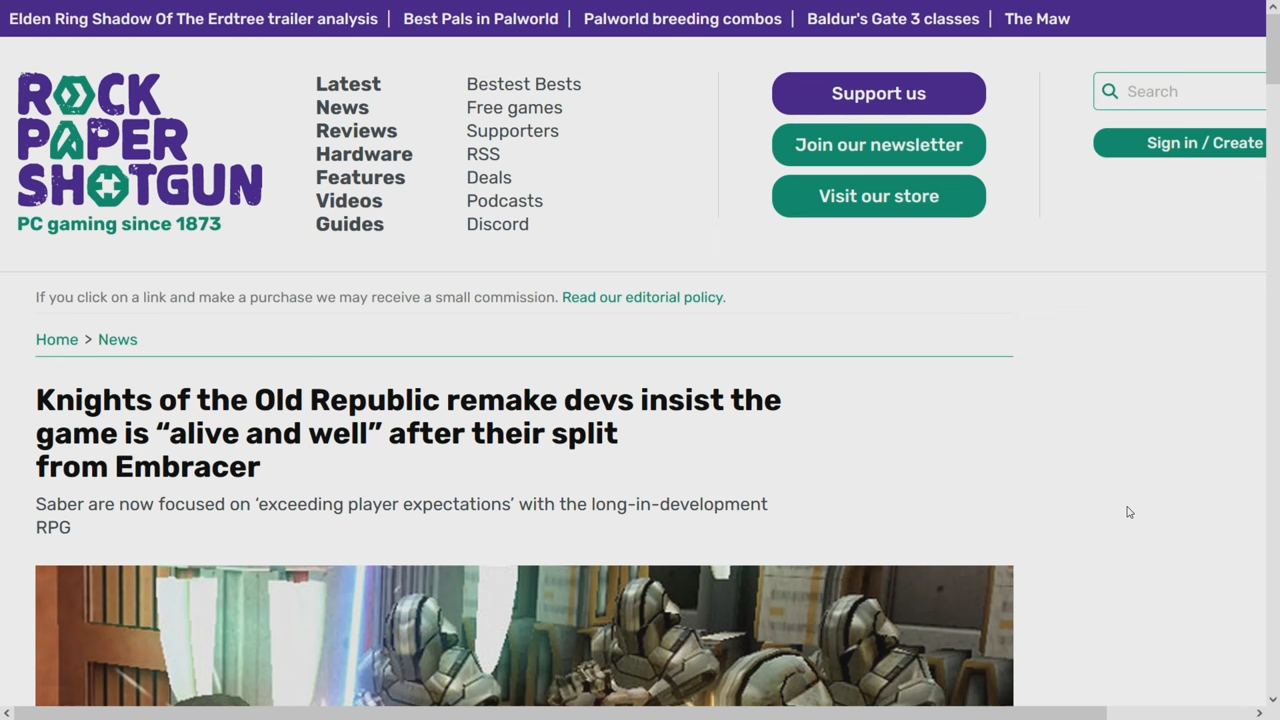 Elden Ring Shadow Of The Erdtree trailer analysis | Best Pals in Palworld | Palworld breeding combos | Baldur's Gate 3 classes | The Maw
ROCK
PAPER
SHOTGUN
PC gaming since 1873
Latest
News
Reviews
Hardware
Features
Videos
Guides
Bestest Bests
Free games
Supporters
RSS
Deals
Podcasts
Discord
Support us
Join our newsletter
Visit our store
Search
Sign in / Create
If you click on a link and make a purchase we may receive a small commission. Read our editorial policy.
Home > News
Knights of the Old Republic remake devs insist the
game is “alive and well” after their split
from Embracer
Saber are now focused on ‘exceeding player expectations’ with the long-in-development
RPG